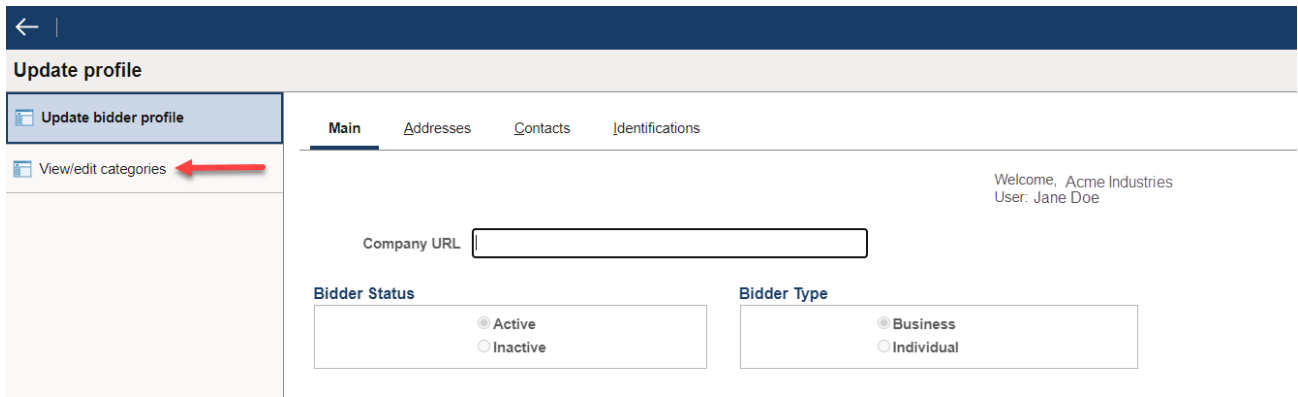 Update profile
Update bidder profile
View/edit categories
Main Addresses Contacts Identifications
Welcome, Acme Industries
User: Jane Doe
Company URL
Bidder Status
Active
Inactive
Bidder Type
Business
Individual